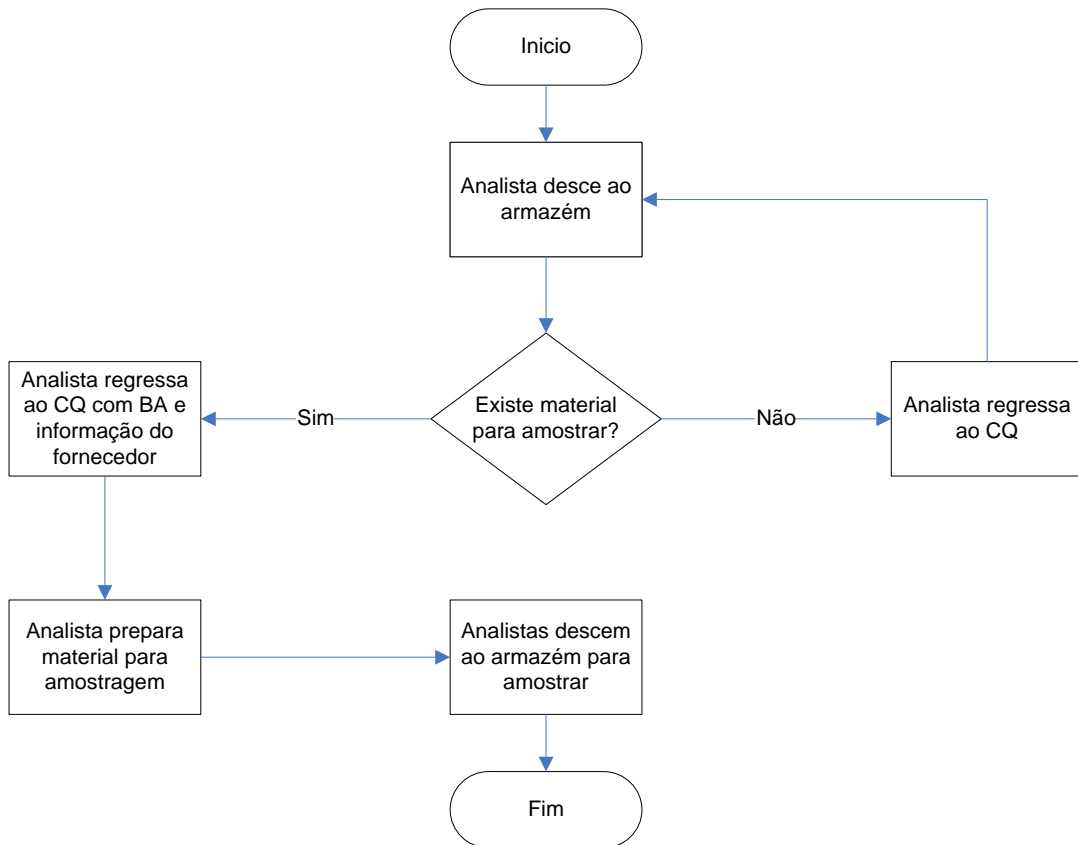 Inicio
Analista desce ao
armazém
Analista regressa
ao CQ com BA e
informação do
fornecedor
Sim
Existe material
para amostrar?
Não
Analista regressa
ao CQ
Analista prepara
material para
amostragem
Analistas descem
ao armazém para
amostrar
Fim